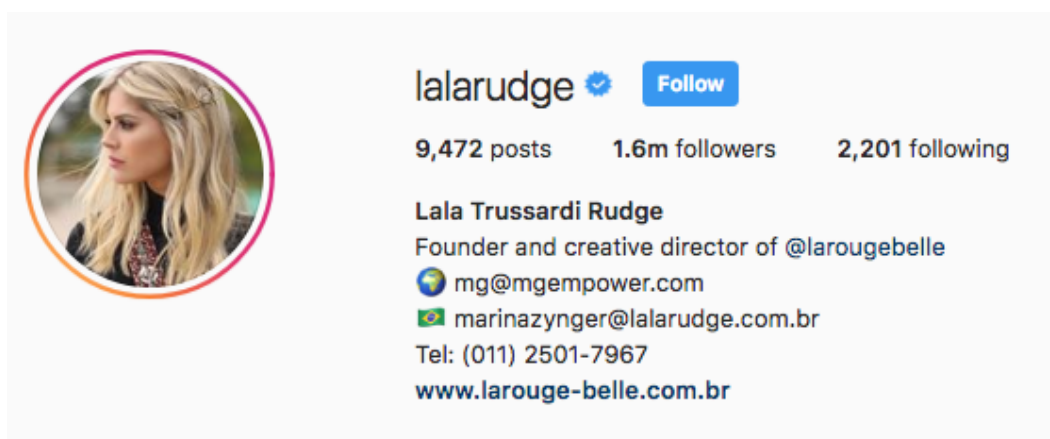 lalarudge Follow
9,472 posts 1.6m followers 2,201 following
Lala Trussardi Rudge
Founder and creative director of @larougebelle
mg@mgempower.com
marinazynger@lalarudge.com.br
Tel: (011) 2501-7967
www.larouge-belle.com.br